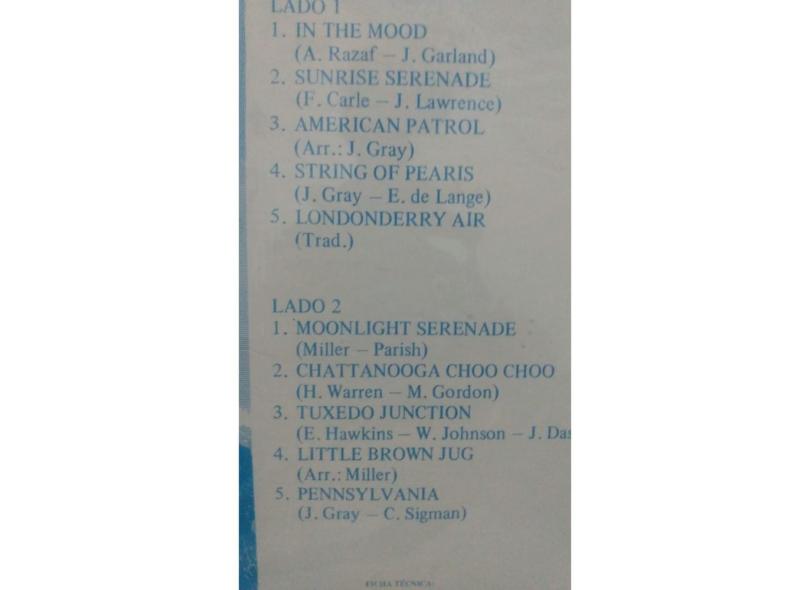 LADO 1
1. IN THE MOOD
(A. Razaf – J. Garland)
2. SUNRISE SERENADE
(F. Carle – J. Lawrence)
3. AMERICAN PATROL
(Arr.: J. Gray)
4. STRING OF PEARIS
(J. Gray – E. de Lange)
5. LONDONDERRY AIR
(Trad.)
LADO 2
1. MOONLIGHT SERENADE
(Miller – Parish)
2. CHATTANOOGA CHOO CHOO
(H. Warren – M. Gordon)
3. TUXEDO JUNCTION
(E. Hawkins – W. Johnson – J. Das
4. LITTLE BROWN JUG
(Arr.: Miller)
5. PENNSYLVANIA
(J. Gray – C. Sigman)
FICHA TÉCNICA: